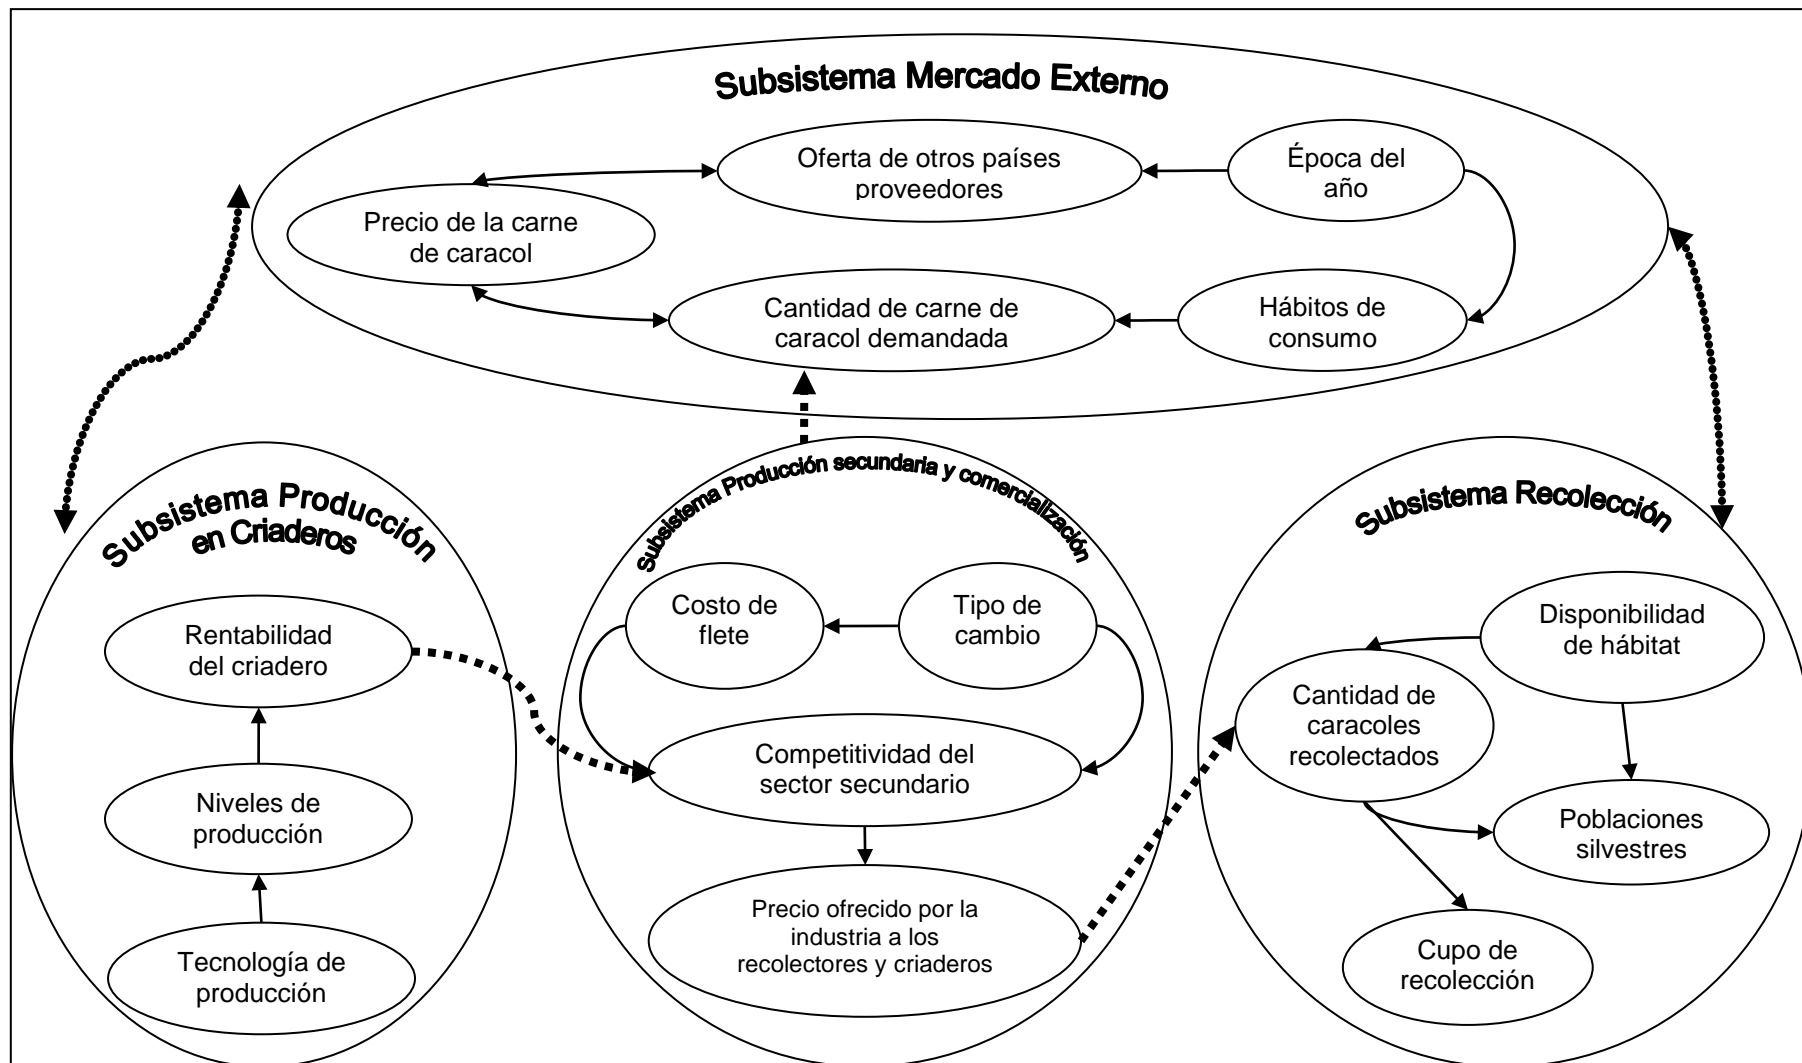 Subsistema Mercado Externo
Oferta de otros países
proveedores
Época del
año
Precio de la carne
de caracol
Cantidad de carne de
caracol demandada
Hábitos de
consumo
Subsistema Producción
en Criaderos
Rentabilidad
del criadero
Niveles de
producción
Tecnología de
producción
Subsistema Producción secundaria y comercialización
Costo de
flete
Tipo de
cambio
Competitividad del
sector secundario
Precio ofrecido por la
industria a los
recolectores y criaderos
Subsistema Recolección
Disponibilidad
de hábitat
Cantidad de
caracoles
recolectados
Poblaciones
silvestres
Cupo de
recolección